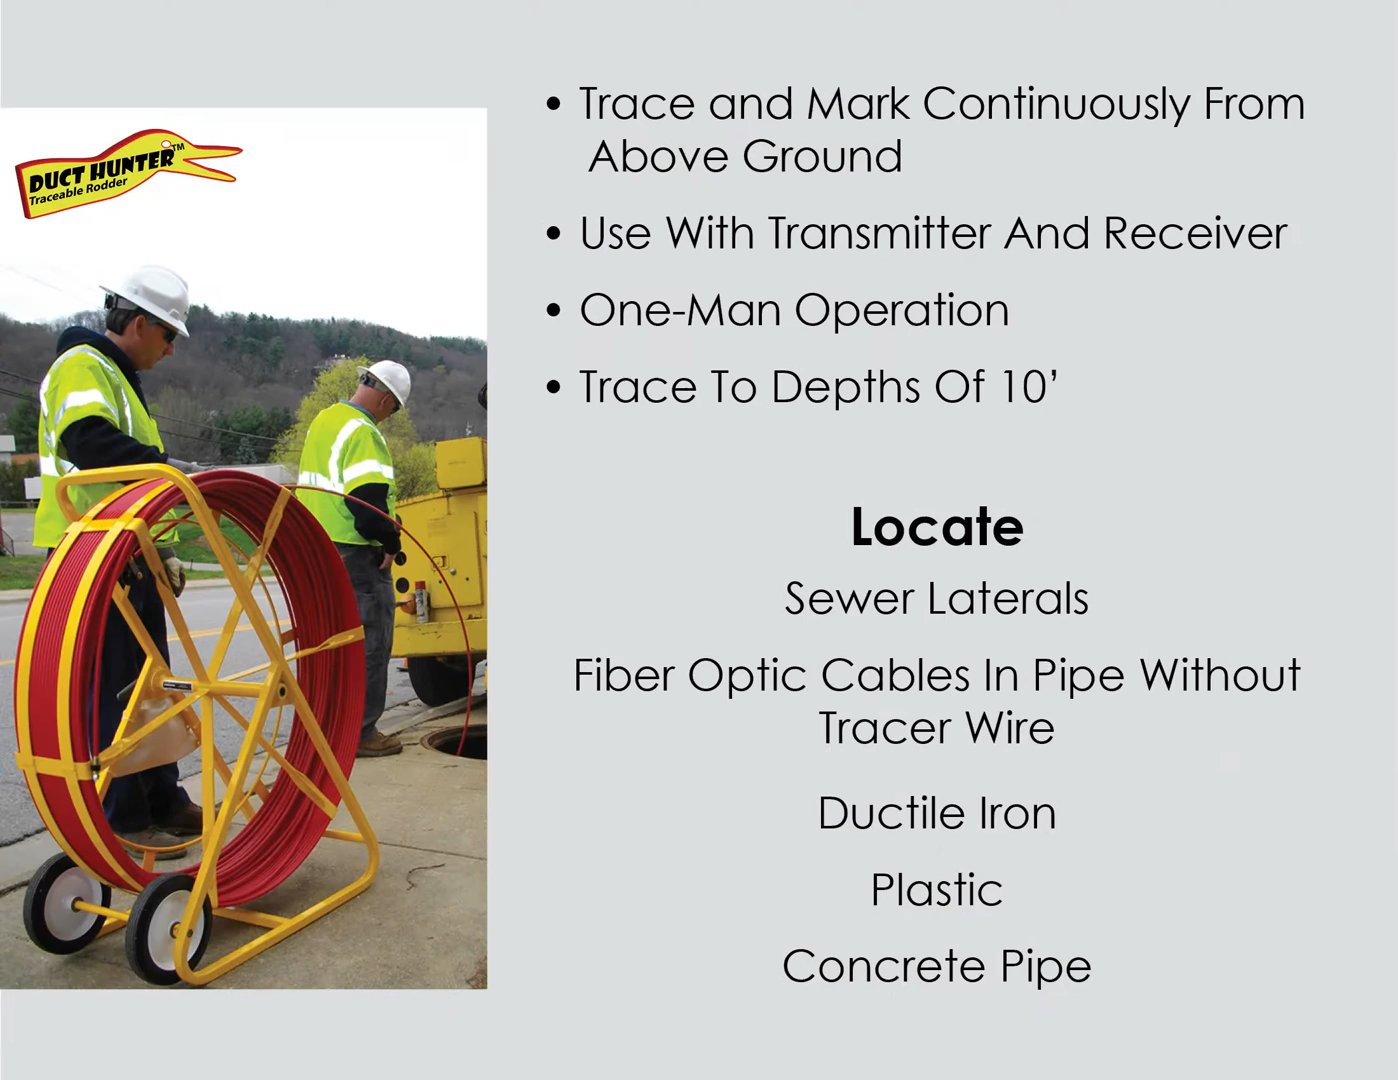 DUCT HUNTER™
Traceable Rodder
• Trace and Mark Continuously From
Above Ground
• Use With Transmitter And Receiver
• One-Man Operation
• Trace To Depths Of 10’
Locate
Sewer Laterals
Fiber Optic Cables In Pipe Without
Tracer Wire
Ductile Iron
Plastic
Concrete Pipe